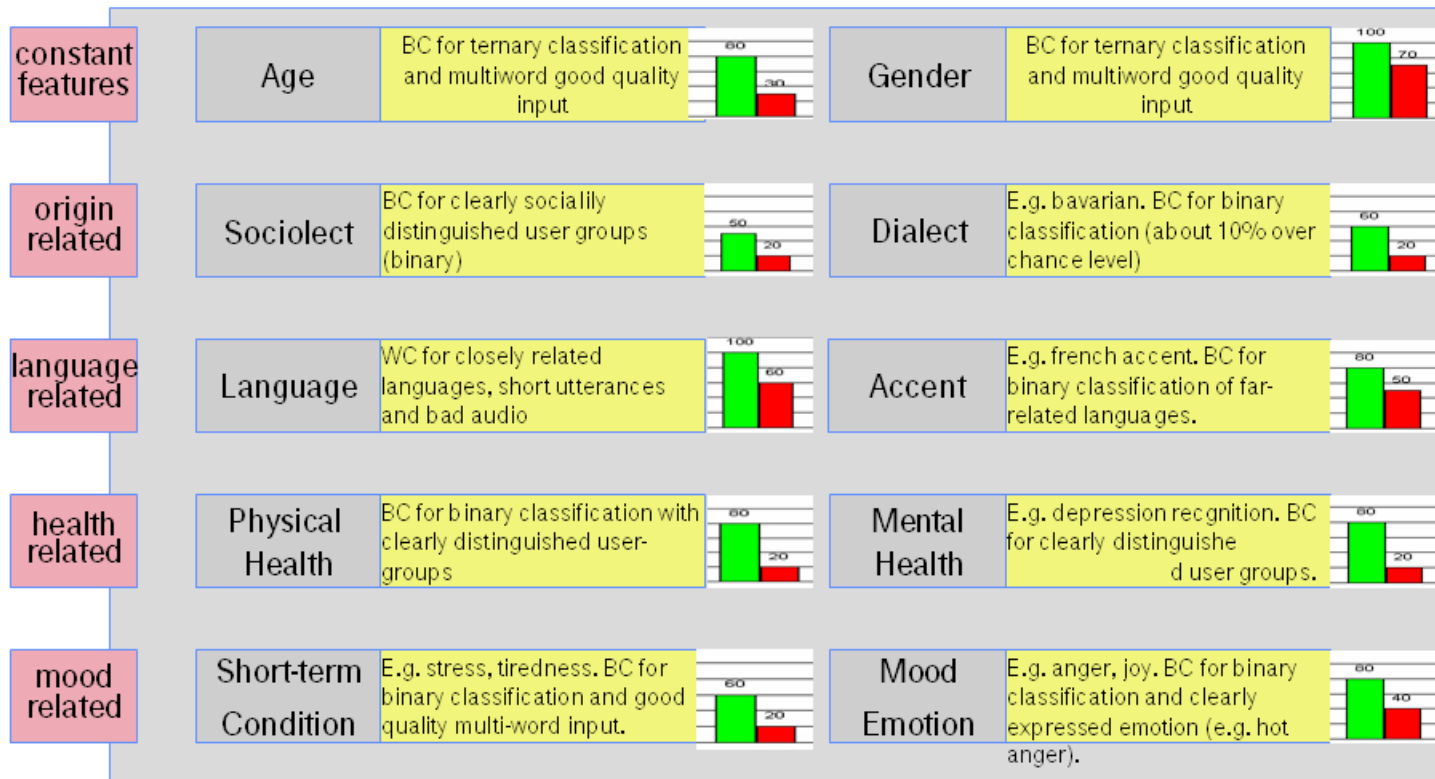 constant
features
Age
BC for ternary classification
and multiword good quality
input
80
30
Gender
BC for ternary classification
and multiword good quality
input
100
70
origin
related
Sociolect
BC for clearly socialily
distinguished user groups
(binary)
50
20
Dialect
E.g. bavarian. BC for binary
classification (about 10% over
chance level)
60
20
language
related
Language
WC for closely related
languages, short utterances
and bad audio
100
60
Accent
E.g. french accent. BC for
binary classification of far-
related languages.
80
50
health
related
Physical
Health
BC for binary classification with
clearly distinguished user-
groups
80
20
Mental
Health
E.g. depression recgnition. BC
for clearly distinguishe
d user groups.
80
20
mood
related
Short-term
Condition
E.g. stress, tiredness. BC for
binary classification and good
quality multi-word input.
60
20
Mood
Emotion
E.g. anger, joy. BC for binary
classification and clearly
expressed emotion (e.g. hot
anger).
80
40